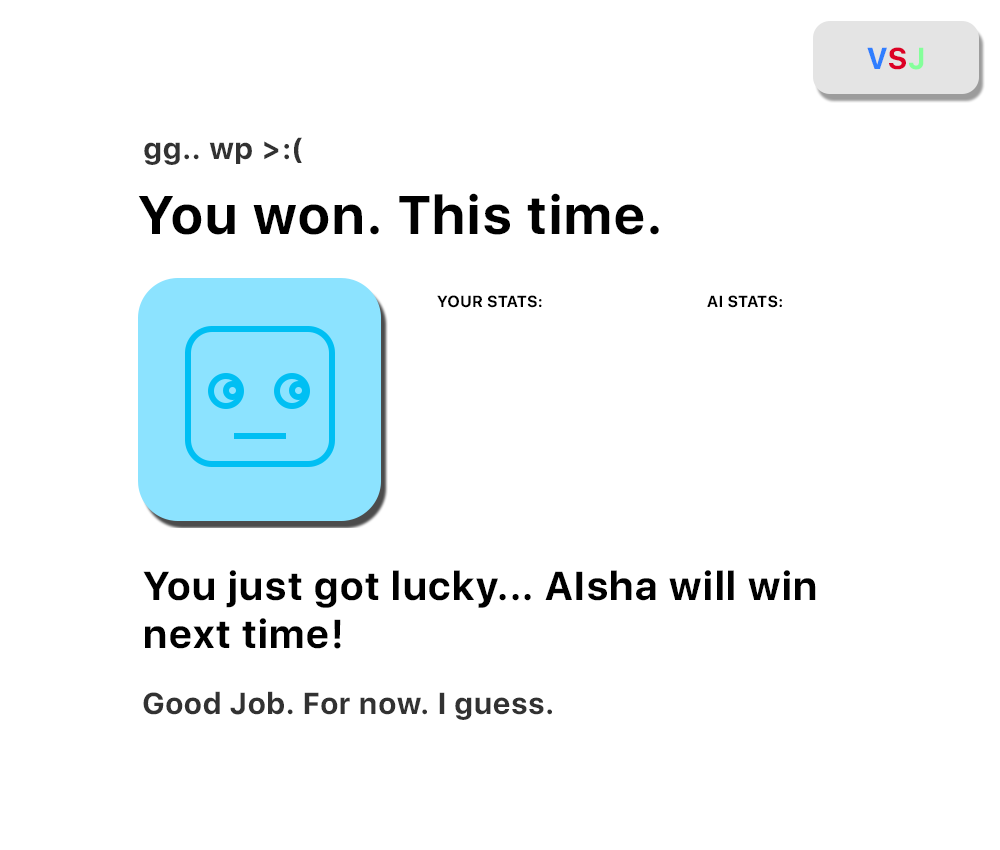 VSJ
gg.. wp >:(
You won. This time.
YOUR STATS:
AI STATS:
You just got lucky... AIsha will win
next time!
Good Job. For now. I guess.